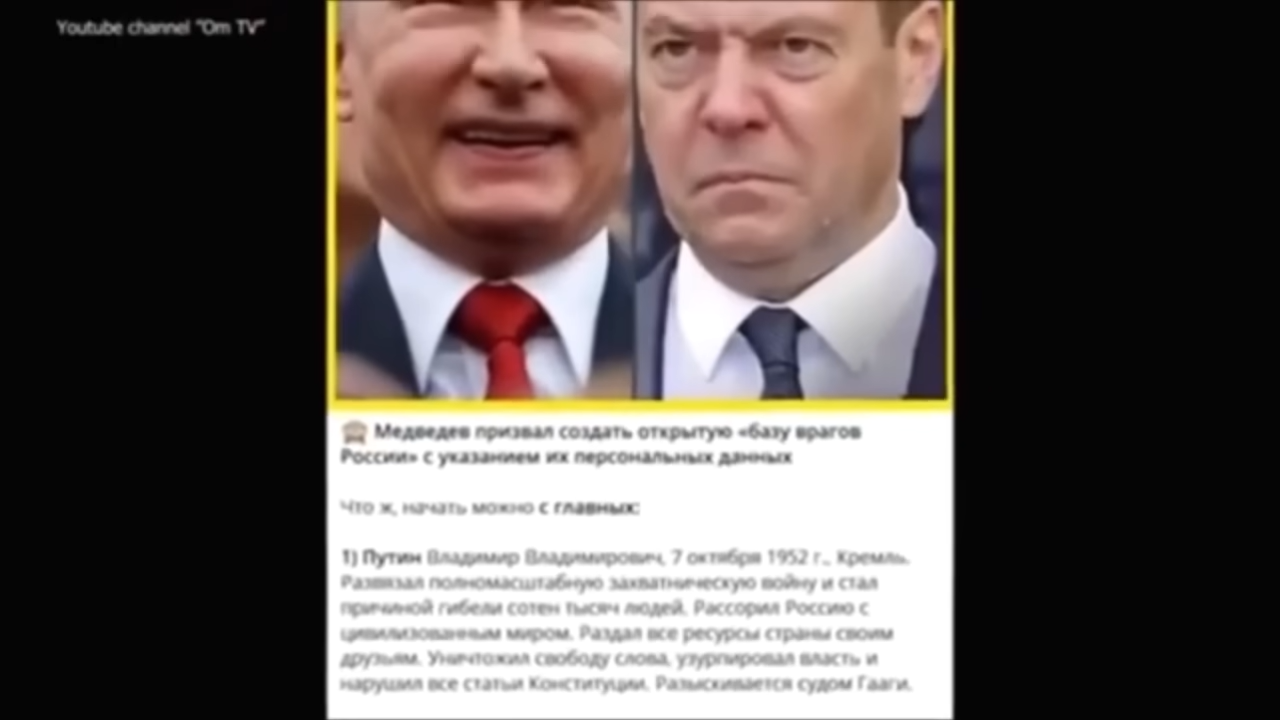 Youtube channel "Om TV"
Медведев призвал создать открытую «базу врагов
России» с указанием их персональных данных
Что ж, начать можно с главных:
1) Путин Владимир Владимирович, 7 октября 1952 г., Кремль.
Развязал полномасштабную захватническую войну и стал
причиной гибели сотен тысяч людей. Рассорил Россию с
цивилизованным миром. Раздал все ресурсы страны своим
друзьям. Уничтожил свободу слова, узурпировал власть и
нарушил все статьи Конституции. Разыскивается судом Гааги.